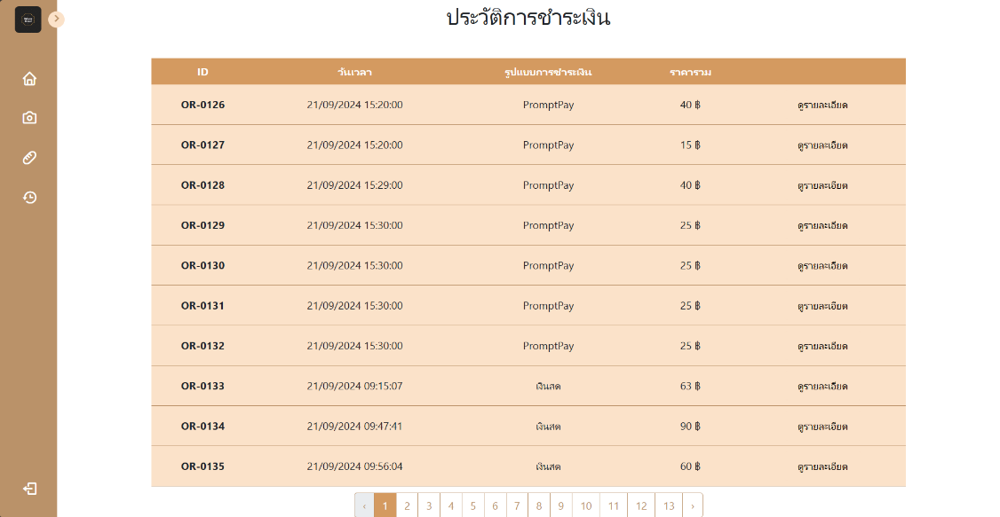 ประวัติการชำระเงิน
ID วันเวลา รูปแบบการชำระเงิน ราคารวม
OR-0126 21/09/2024 15:20:00 PromptPay 40 ฿ ดูรายละเอียด
OR-0127 21/09/2024 15:20:00 PromptPay 15 ฿ ดูรายละเอียด
OR-0128 21/09/2024 15:29:00 PromptPay 40 ฿ ดูรายละเอียด
OR-0129 21/09/2024 15:30:00 PromptPay 25 ฿ ดูรายละเอียด
OR-0130 21/09/2024 15:30:00 PromptPay 25 ฿ ดูรายละเอียด
OR-0131 21/09/2024 15:30:00 PromptPay 25 ฿ ดูรายละเอียด
OR-0132 21/09/2024 15:30:00 PromptPay 25 ฿ ดูรายละเอียด
OR-0133 21/09/2024 09:15:07 เงินสด 63 ฿ ดูรายละเอียด
OR-0134 21/09/2024 09:47:41 เงินสด 90 ฿ ดูรายละเอียด
OR-0135 21/09/2024 09:56:04 เงินสด 60 ฿ ดูรายละเอียด
‹ 1 2 3 4 5 6 7 8 9 10 11 12 13 ›